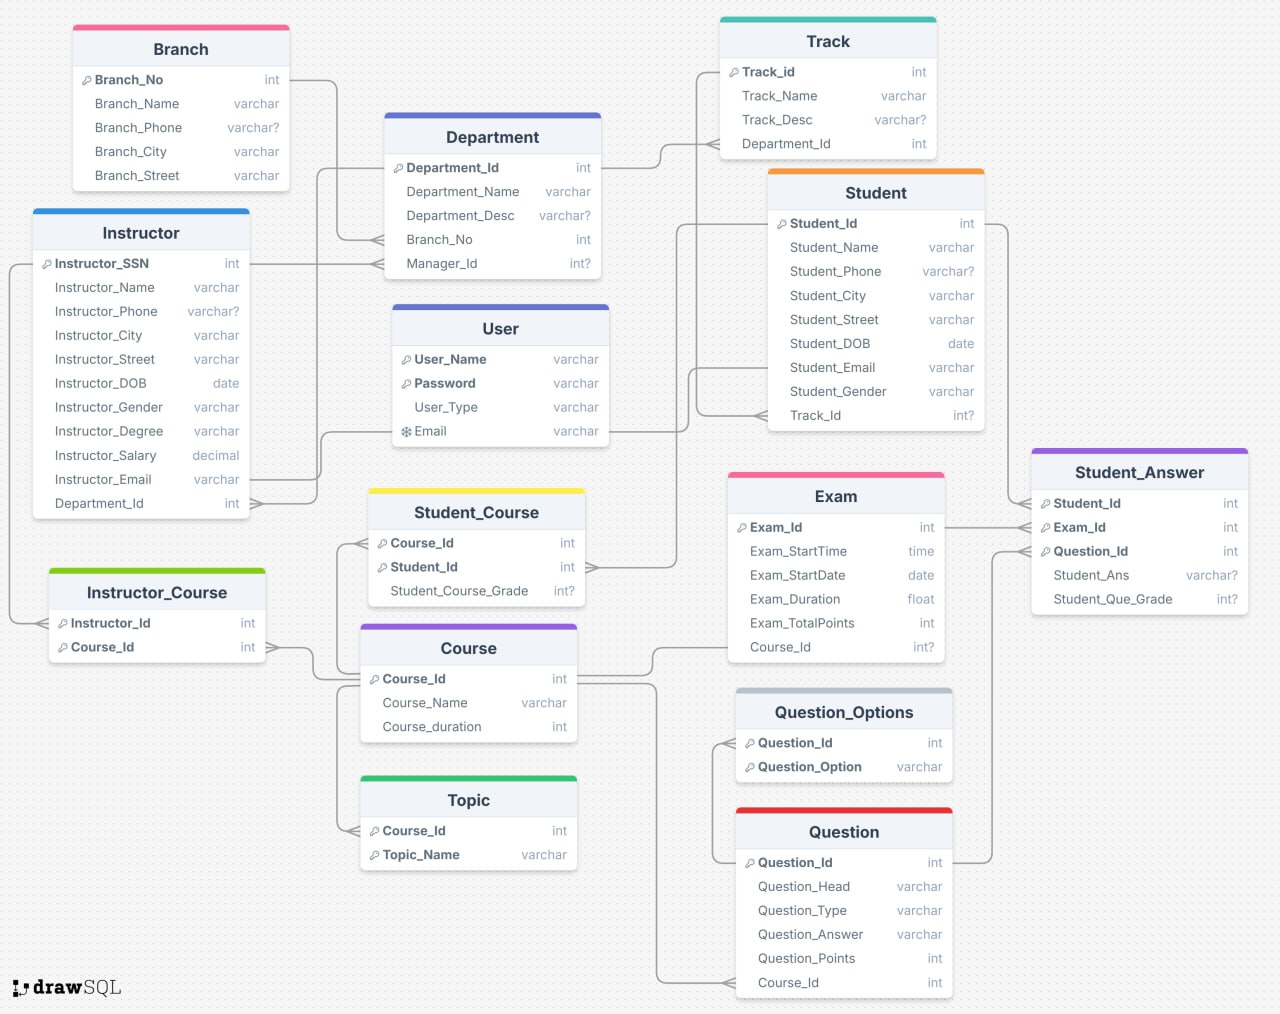 Branch
Branch_No int
Branch_Name varchar
Branch_Phone varchar?
Branch_City varchar
Branch_Street varchar
Track
Track_id int
Track_Name varchar
Track_Desc varchar?
Department_Id int
Department
Department_Id int
Department_Name varchar
Department_Desc varchar?
Branch_No int
Manager_Id int?
Student
Student_Id int
Student_Name varchar
Student_Phone varchar?
Student_City varchar
Student_Street varchar
Student_DOB date
Student_Email varchar
Student_Gender varchar
Track_Id int?
Instructor
Instructor_SSN int
Instructor_Name varchar
Instructor_Phone varchar?
Instructor_City varchar
Instructor_Street varchar
Instructor_DOB date
Instructor_Gender varchar
Instructor_Degree varchar
Instructor_Salary decimal
Instructor_Email varchar
Department_Id int
User
User_Name varchar
Password varchar
User_Type varchar
Email varchar
Student_Course
Course_Id int
Student_Id int
Student_Course_Grade int?
Exam
Exam_Id int
Exam_StartTime time
Exam_StartDate date
Exam_Duration float
Exam_TotalPoints int
Course_Id int?
Student_Answer
Student_Id int
Exam_Id int
Question_Id int
Student_Ans varchar?
Student_Que_Grade int?
Instructor_Course
Instructor_Id int
Course_Id int
Course
Course_Id int
Course_Name varchar
Course_duration int
Question_Options
Question_Id int
Question_Option varchar
Topic
Course_Id int
Topic_Name varchar
Question
Question_Id int
Question_Head varchar
Question_Type varchar
Question_Answer varchar
Question_Points int
Course_Id int
drawSQL